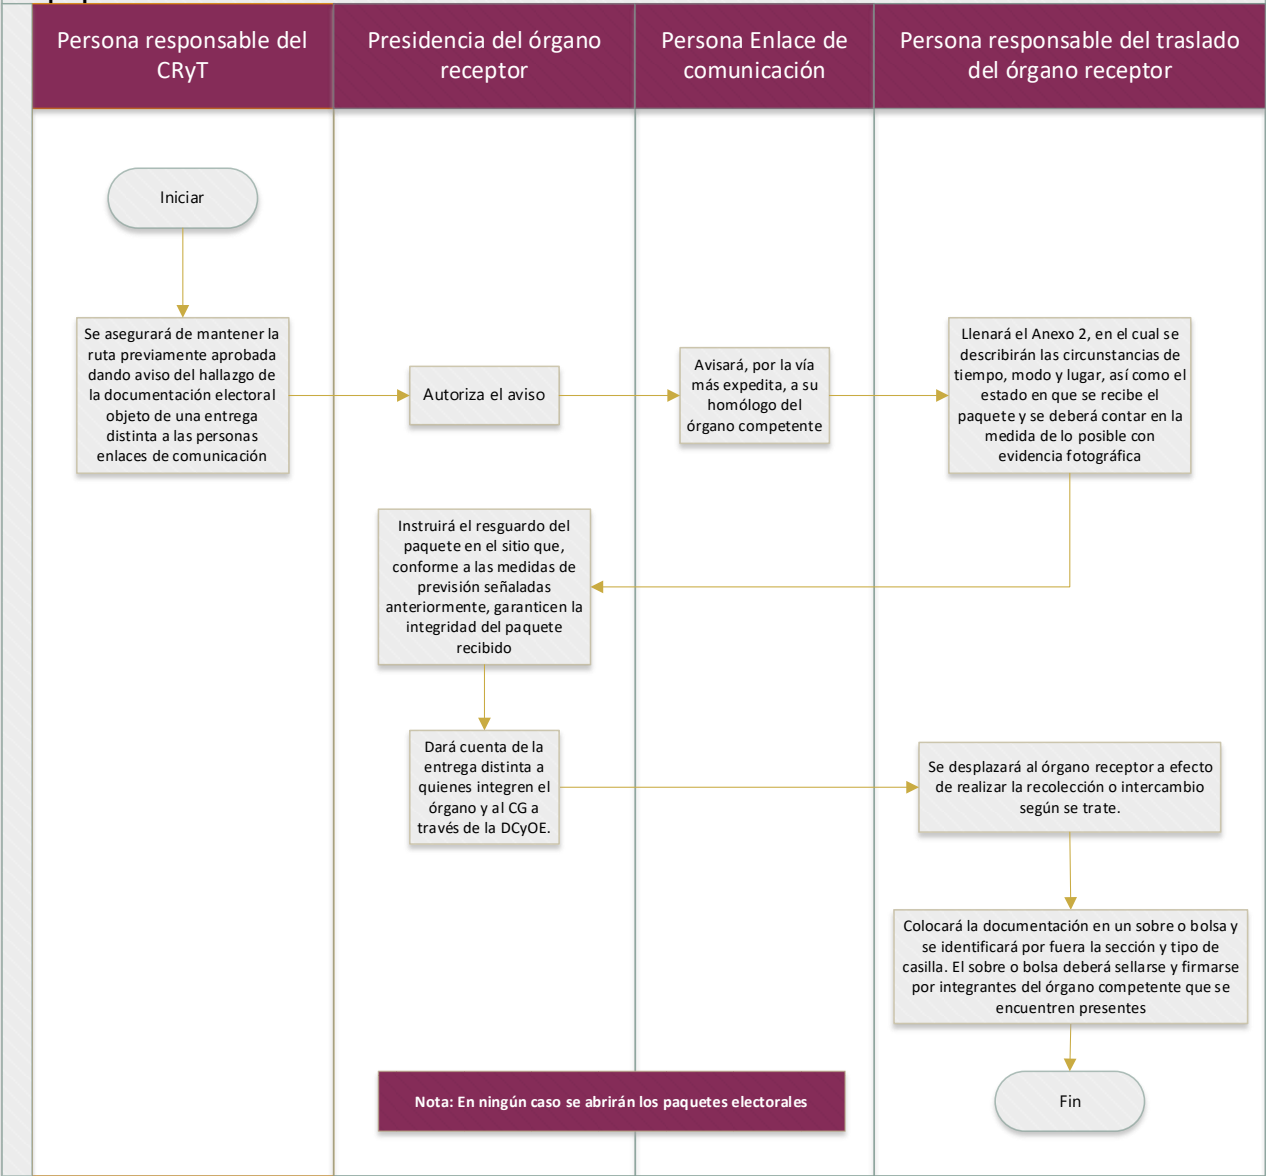 Persona responsable del
CRyT
Presidencia del órgano
receptor
Persona Enlace de
comunicación
Persona responsable del traslado
del órgano receptor
Iniciar
Se asegurará de mantener la
ruta previamente aprobada
dando aviso del hallazgo de
la documentación electoral
objeto de una entrega
distinta a las personas
enlaces de comunicación
Autoriza el aviso
Avisará, por la vía
más expedita, a su
homólogo del
órgano competente
Llenará el Anexo 2, en el cual se
describirán las circunstancias de
tiempo, modo y lugar, así como el
estado en que se recibe el
paquete y se deberá contar en la
medida de lo posible con
evidencia fotográfica
Instruirá el resguardo del
paquete en el sitio que,
conforme a las medidas de
previsión señaladas
anteriormente, garanticen la
integridad del paquete
recibido
Dará cuenta de la
entrega distinta a
quienes integren el
órgano y al CG a
través de la DCyOE.
Se desplazará al órgano receptor a efecto
de realizar la recolección o intercambio
según se trate.
Colocará la documentación en un sobre o bolsa y
se identificará por fuera la sección y tipo de
casilla. El sobre o bolsa deberá sellarse y firmarse
por integrantes del órgano competente que se
encuentren presentes
Nota: En ningún caso se abrirán los paquetes electorales
Fin